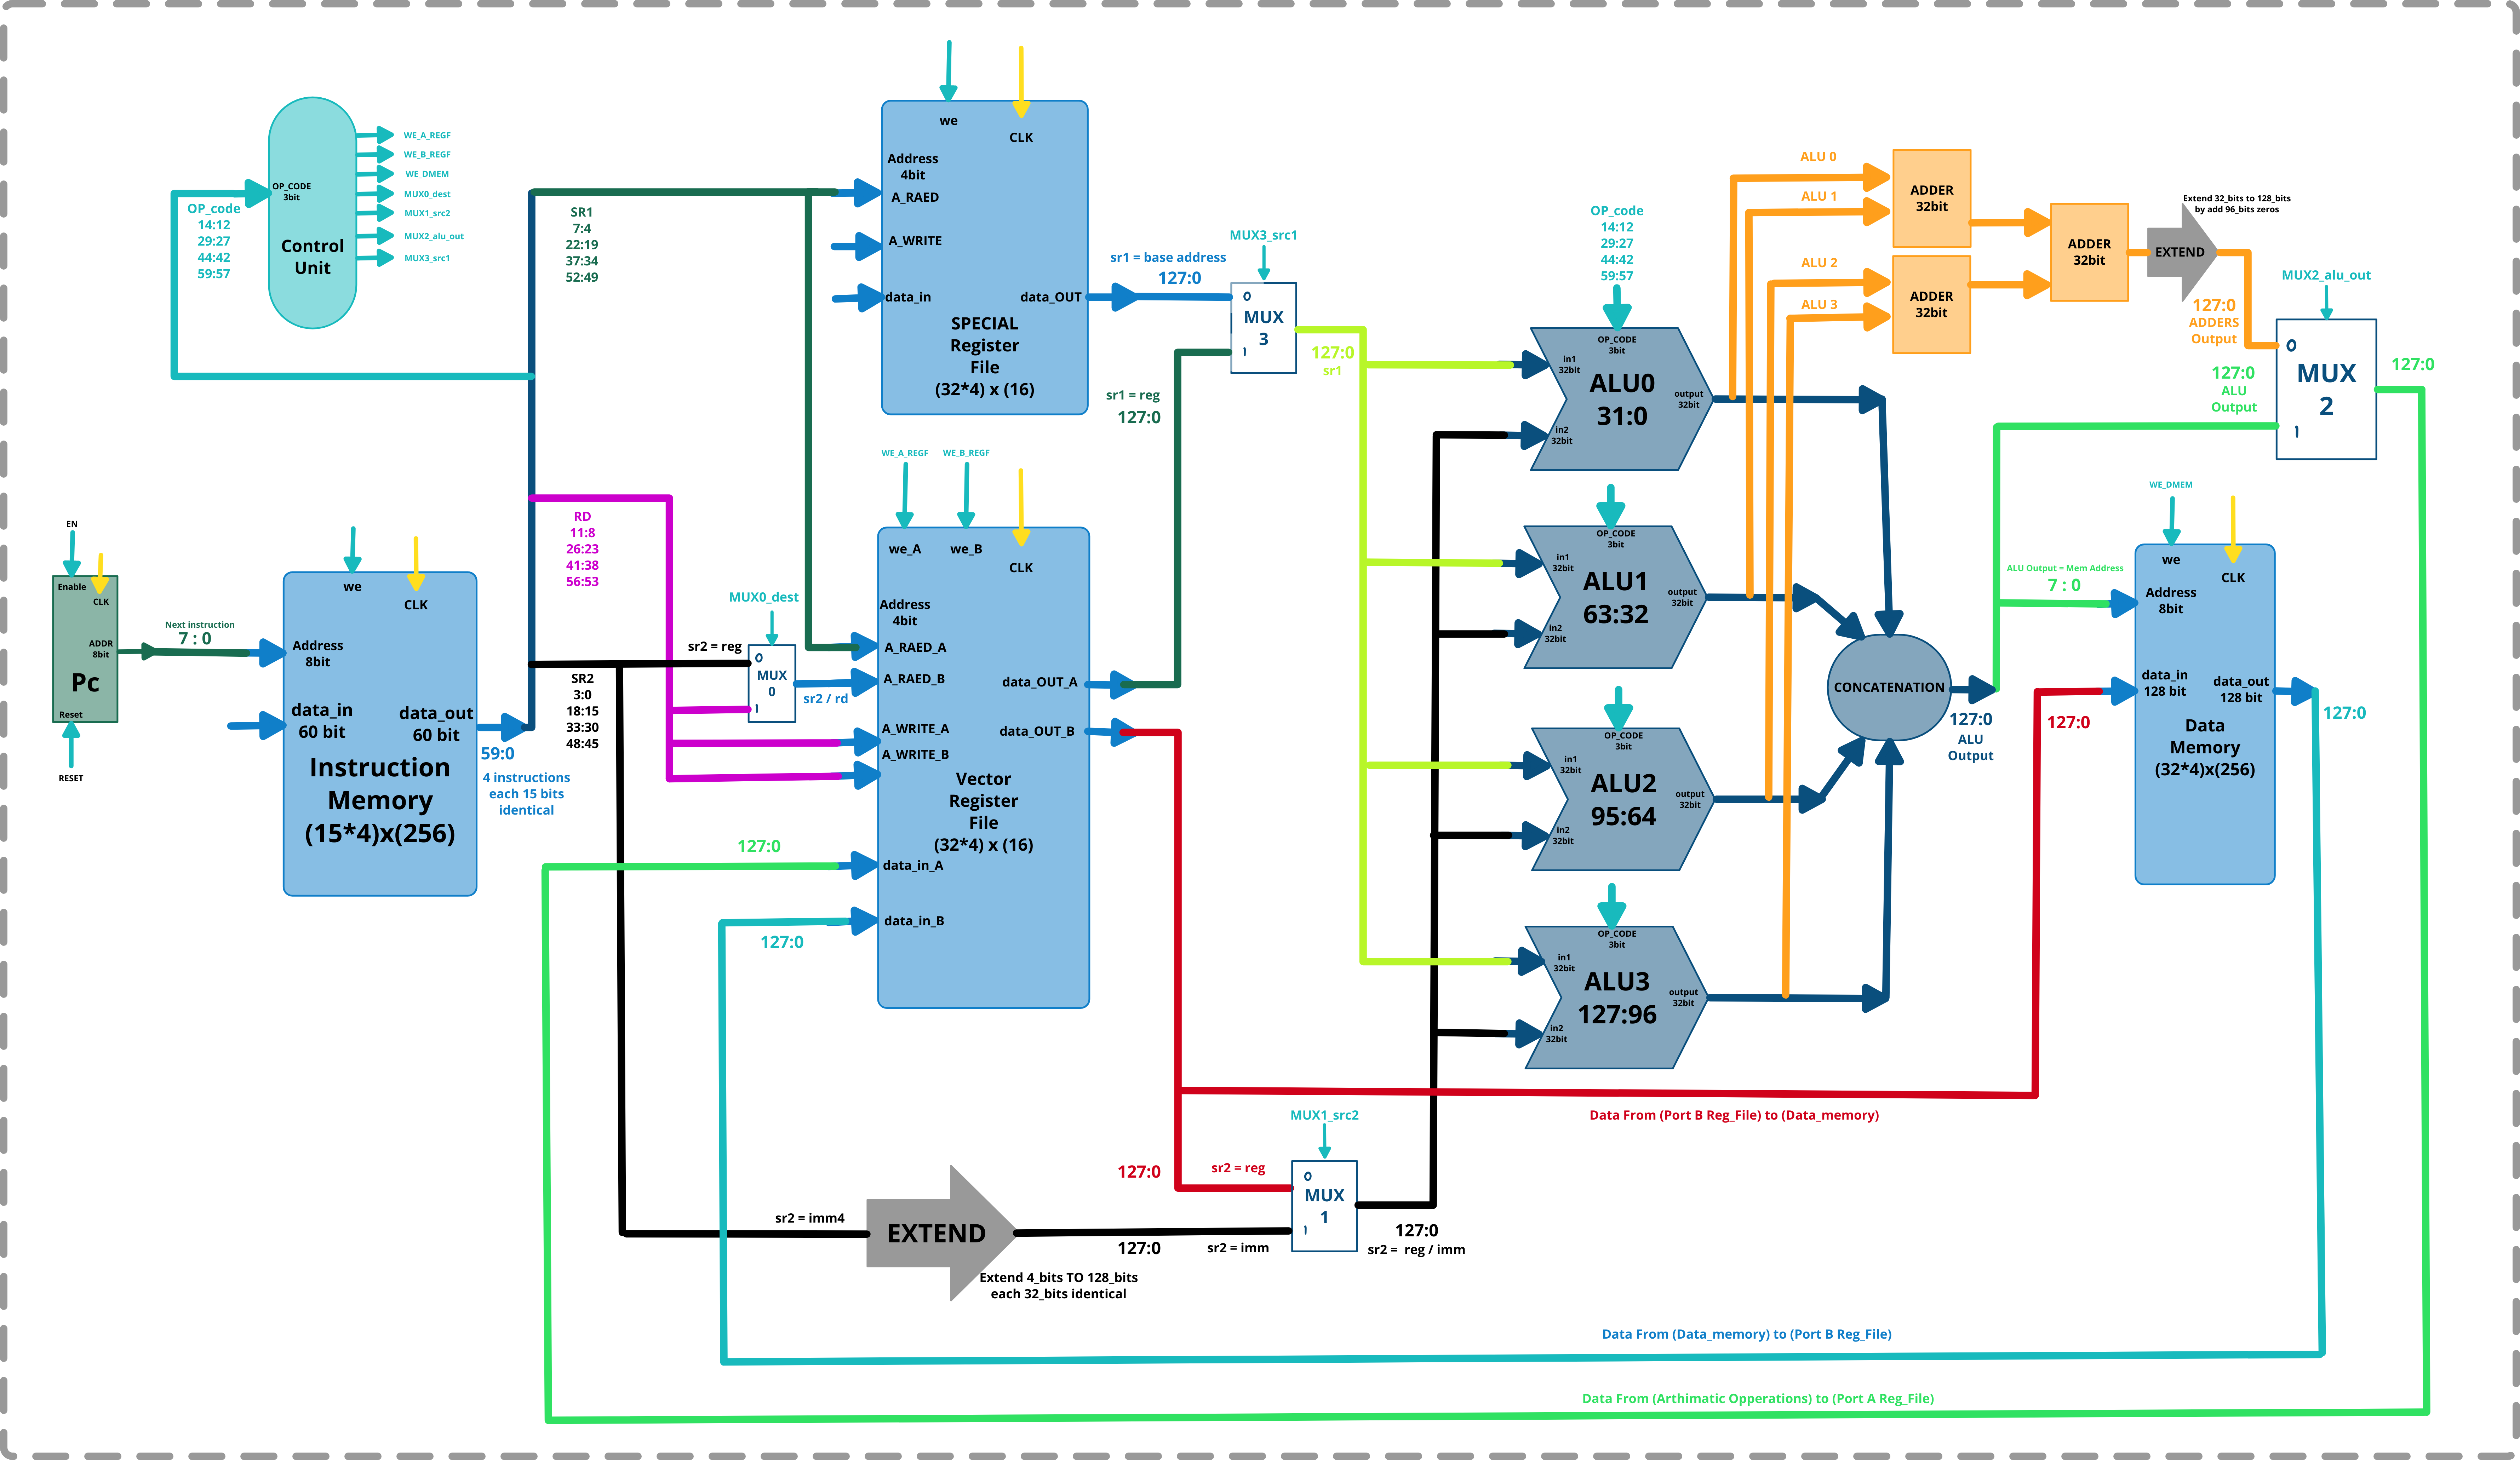 WE_A_REGF
WE_B_REGF
WE_DMEM
MUX0_dest
MUX1_src2
MUX2_alu_out
MUX3_src1
OP_CODE
3bit
Control
Unit
OP_code
14:12
29:27
44:42
59:57
SR1
7:4
22:19
37:34
52:49
RD
11:8
26:23
41:38
56:53
SR2
3:0
18:15
33:30
48:45
EN
Enable
CLK
ADDR
8bit
Pc
Reset
RESET
Next instruction
7 : 0
we
CLK
Address
8bit
data_in
60 bit
data_out
60 bit
Instruction
Memory
(15*4)x(256)
59:0
4 instructions
each 15 bits
identical
we
CLK
Address
4bit
A_RAED
A_WRITE
data_in
data_OUT
SPECIAL
Register
File
(32*4) x (16)
sr1 = base address
127:0
sr1 = reg
127:0
MUX3_src1
0
MUX
3
1
127:0
sr1
MUX0_dest
sr2 = reg
0
MUX
0
1
sr2 / rd
WE_A_REGF
WE_B_REGF
we_A
we_B
CLK
Address
4bit
A_RAED_A
A_RAED_B
A_WRITE_A
A_WRITE_B
data_OUT_A
data_OUT_B
Vector
Register
File
(32*4) x (16)
data_in_A
data_in_B
127:0
127:0
sr2 = imm4
EXTEND
Extend 4_bits TO 128_bits
each 32_bits identical
127:0
sr2 = reg
127:0
sr2 = imm
MUX1_src2
0
MUX
1
1
127:0
sr2 =  reg / imm
OP_code
14:12
29:27
44:42
59:57
OP_CODE
3bit
in1
32bit
ALU0
31:0
in2
32bit
output
32bit
OP_CODE
3bit
in1
32bit
ALU1
63:32
in2
32bit
output
32bit
OP_CODE
3bit
in1
32bit
ALU2
95:64
in2
32bit
output
32bit
OP_CODE
3bit
in1
32bit
ALU3
127:96
in2
32bit
output
32bit
ALU 0
ALU 1
ALU 2
ALU 3
ADDER
32bit
ADDER
32bit
ADDER
32bit
Extend 32_bits to 128_bits
by add 96_bits zeros
EXTEND
127:0
ADDERS
Output
127:0
ALU
Output
MUX2_alu_out
0
MUX
2
1
127:0
CONCATENATION
127:0
ALU
Output
ALU Output = Mem Address
7 : 0
127:0
WE_DMEM
we
CLK
Address
8bit
data_in
128 bit
data_out
128 bit
Data
Memory
(32*4)x(256)
127:0
Data From (Port B Reg_File) to (Data_memory)
Data From (Data_memory) to (Port B Reg_File)
Data From (Arthimatic Opperations) to (Port A Reg_File)